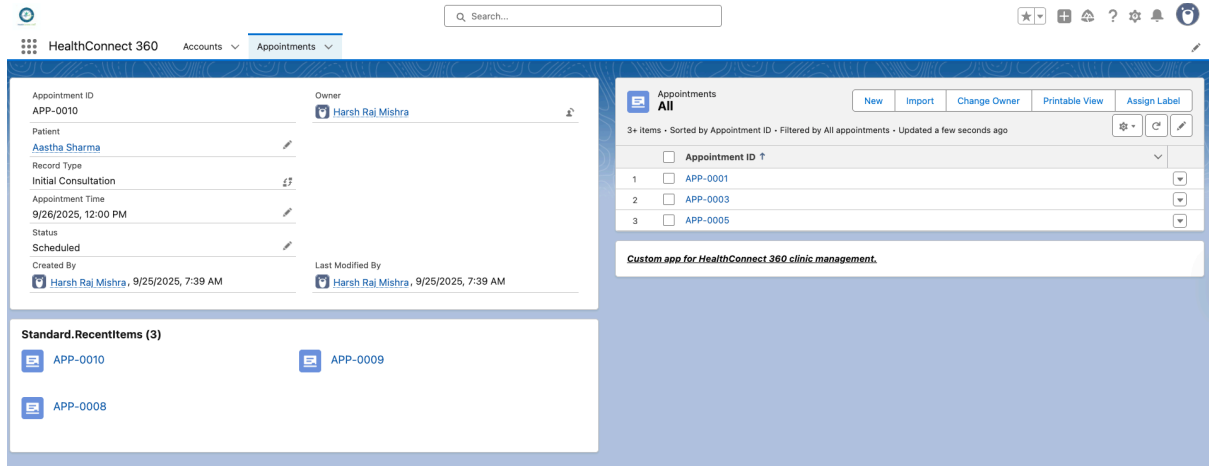 Search...
HealthConnect 360
Accounts
Appointments
Appointment ID
APP-0010
Owner
Harsh Raj Mishra
Patient
Aastha Sharma
Record Type
Initial Consultation
Appointment Time
9/26/2025, 12:00 PM
Status
Scheduled
Created By
Harsh Raj Mishra, 9/25/2025, 7:39 AM
Last Modified By
Harsh Raj Mishra, 9/25/2025, 7:39 AM
Standard.RecentItems (3)
APP-0010
APP-0009
APP-0008
Appointments
All
New
Import
Change Owner
Printable View
Assign Label
3+ items • Sorted by Appointment ID • Filtered by All appointments • Updated a few seconds ago
Appointment ID ↑
1 APP-0001
2 APP-0003
3 APP-0005
Custom app for HealthConnect 360 clinic management.